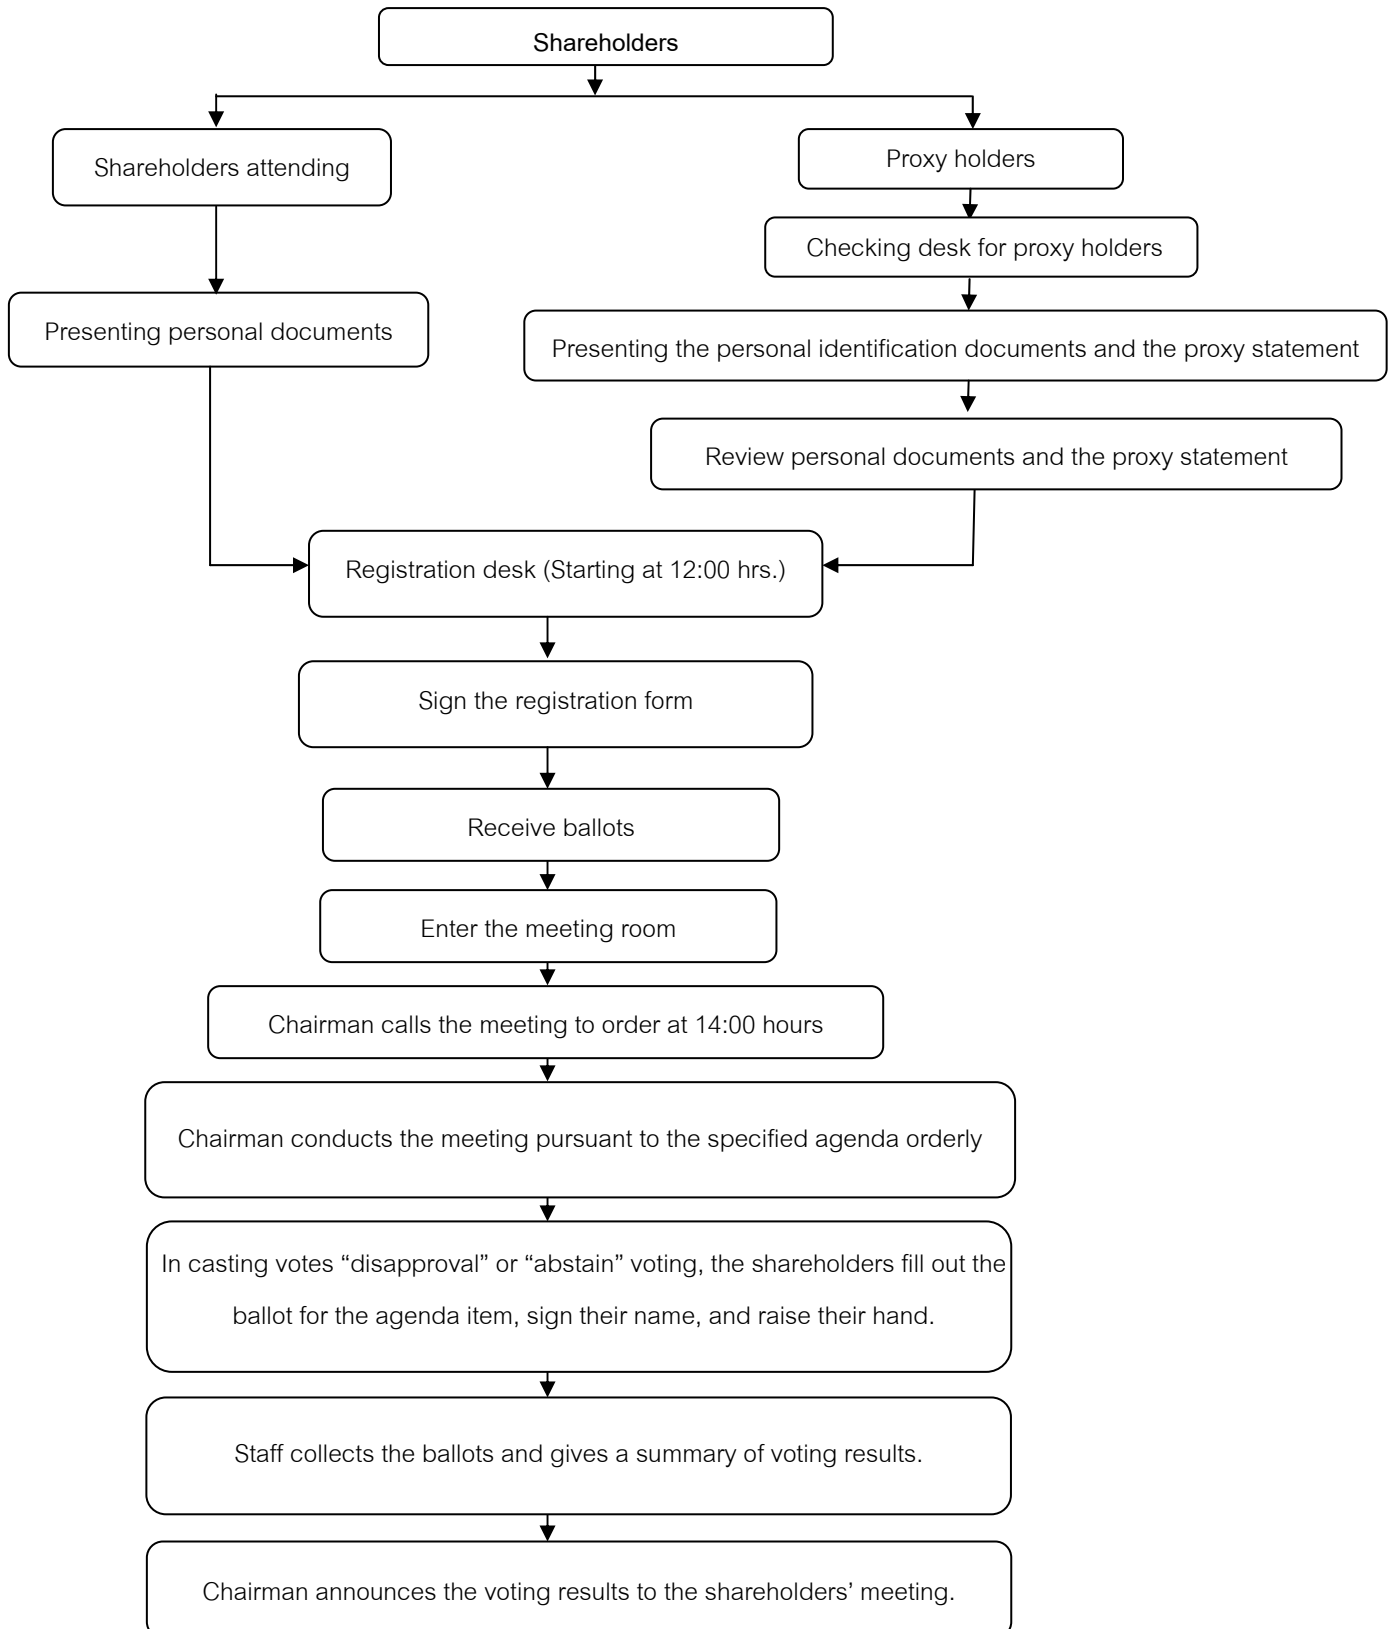 Shareholders
Shareholders attending
Proxy holders
Checking desk for proxy holders
Presenting personal documents
Presenting the personal identification documents and the proxy statement
Review personal documents and the proxy statement
Registration desk (Starting at 12:00 hrs.)
Sign the registration form
Receive ballots
Enter the meeting room
Chairman calls the meeting to order at 14:00 hours
Chairman conducts the meeting pursuant to the specified agenda orderly
In casting votes “disapproval” or “abstain” voting, the shareholders fill out the
ballot for the agenda item, sign their name, and raise their hand.
Staff collects the ballots and gives a summary of voting results.
Chairman announces the voting results to the shareholders’ meeting.